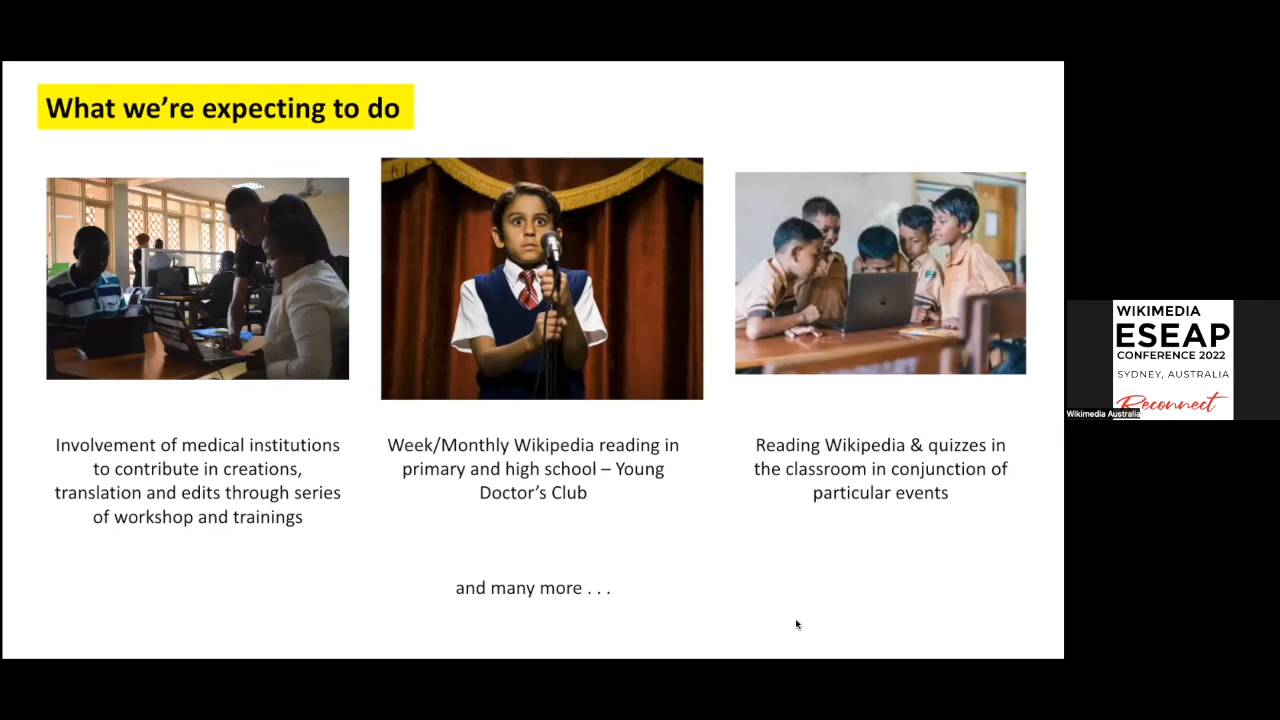 What we're expecting to do
Involvement of medical institutions
to contribute in creations,
translation and edits through series
of workshop and trainings
Week/Monthly Wikipedia reading in
primary and high school – Young
Doctor's Club
Reading Wikipedia & quizzes in
the classroom in conjunction of
particular events
and many more . . .
WIKIMEDIA
ESEAP
CONFERENCE 2022
SYDNEY, AUSTRALIA
Reconnect
Wikimedia Australia